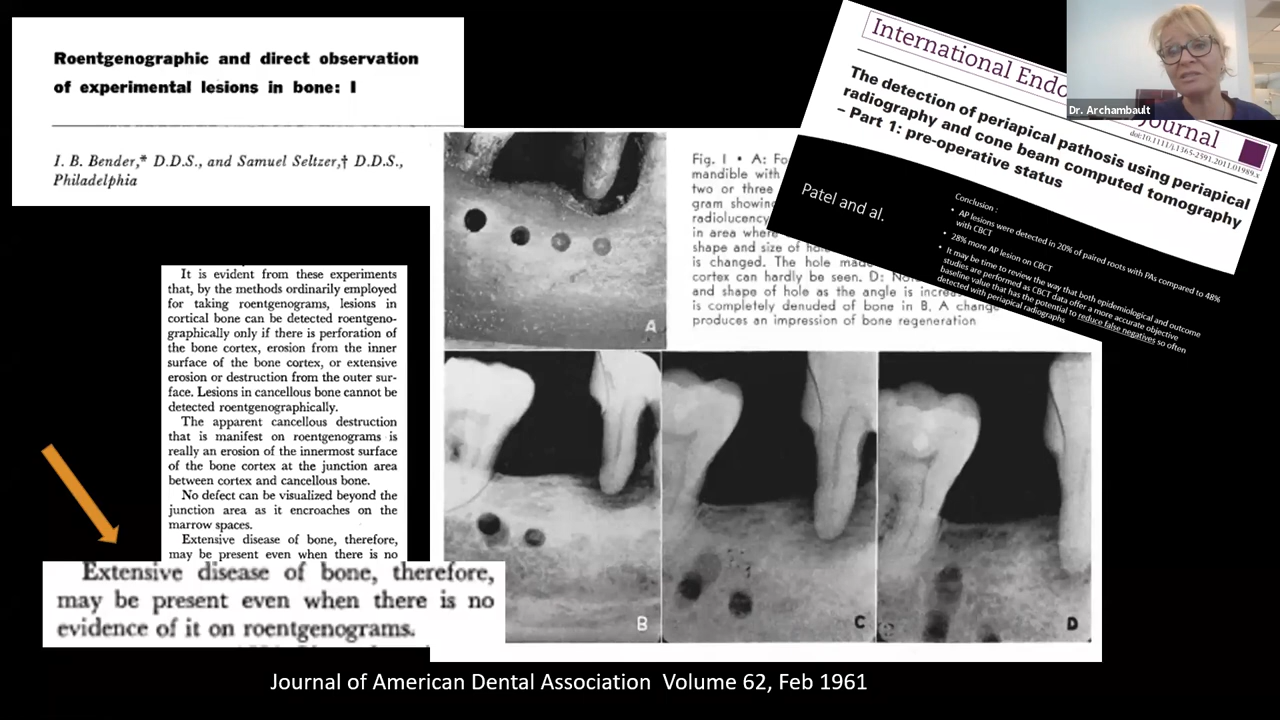 Roentgenographic and direct observation
of experimental lesions in bone: I
I. B. Bender,* D.D.S., and Samuel Seltzer,† D.D.S.,
Philadelphia
It is evident from these experiments
that, by the methods ordinarily employed
for taking roentgenograms, lesions in
cortical bone can be detected roentgeno-
graphically only if there is perforation of
the bone cortex, erosion from the inner
surface of the bone cortex, or extensive
erosion or destruction from the outer sur-
face. Lesions in cancellous bone cannot be
detected roentgenographically.
The apparent cancellous destruction
that is manifest on roentgenograms is
really an erosion of the innermost surface
of the bone cortex at the junction area
between cortex and cancellous bone.
No defect can be visualized beyond the
junction area as it encroaches on the
marrow spaces.
Extensive disease of bone, therefore,
may be present even when there is no
Extensive disease of bone, therefore,
may be present even when there is no
evidence of it on roentgenograms.
A
Fig. I • A: Fo
mandible with
two or three
gram showing
radiolucency
in area where
shape and size of
is changed. The hole made
cortex can hardly be seen. D:
and shape of hole as the angle is
is completely denuded of bone in B. A change
produces an impression of bone regeneration
B
C
D
International Endo
Journal
doi:10.1111/j.1365-2591.2011.01989.x
The detection of periapical pathosis using periapical
radiography and cone beam computed tomography
– Part 1: pre-operative status
Patel and al.
Conclusion :
• AP lesions were detected in 20% of paired roots with PAs compared to 48%
with CBCT
• 28% more AP lesion on CBCT
• It may be time to review the way that both epidemiological and outcome
studies are performed as CBCT data offer a more accurate objective
baseline value that has the potential to reduce false negatives so often
detected with periapical radiographs
Dr. Archambault
Journal of American Dental Association Volume 62, Feb 1961